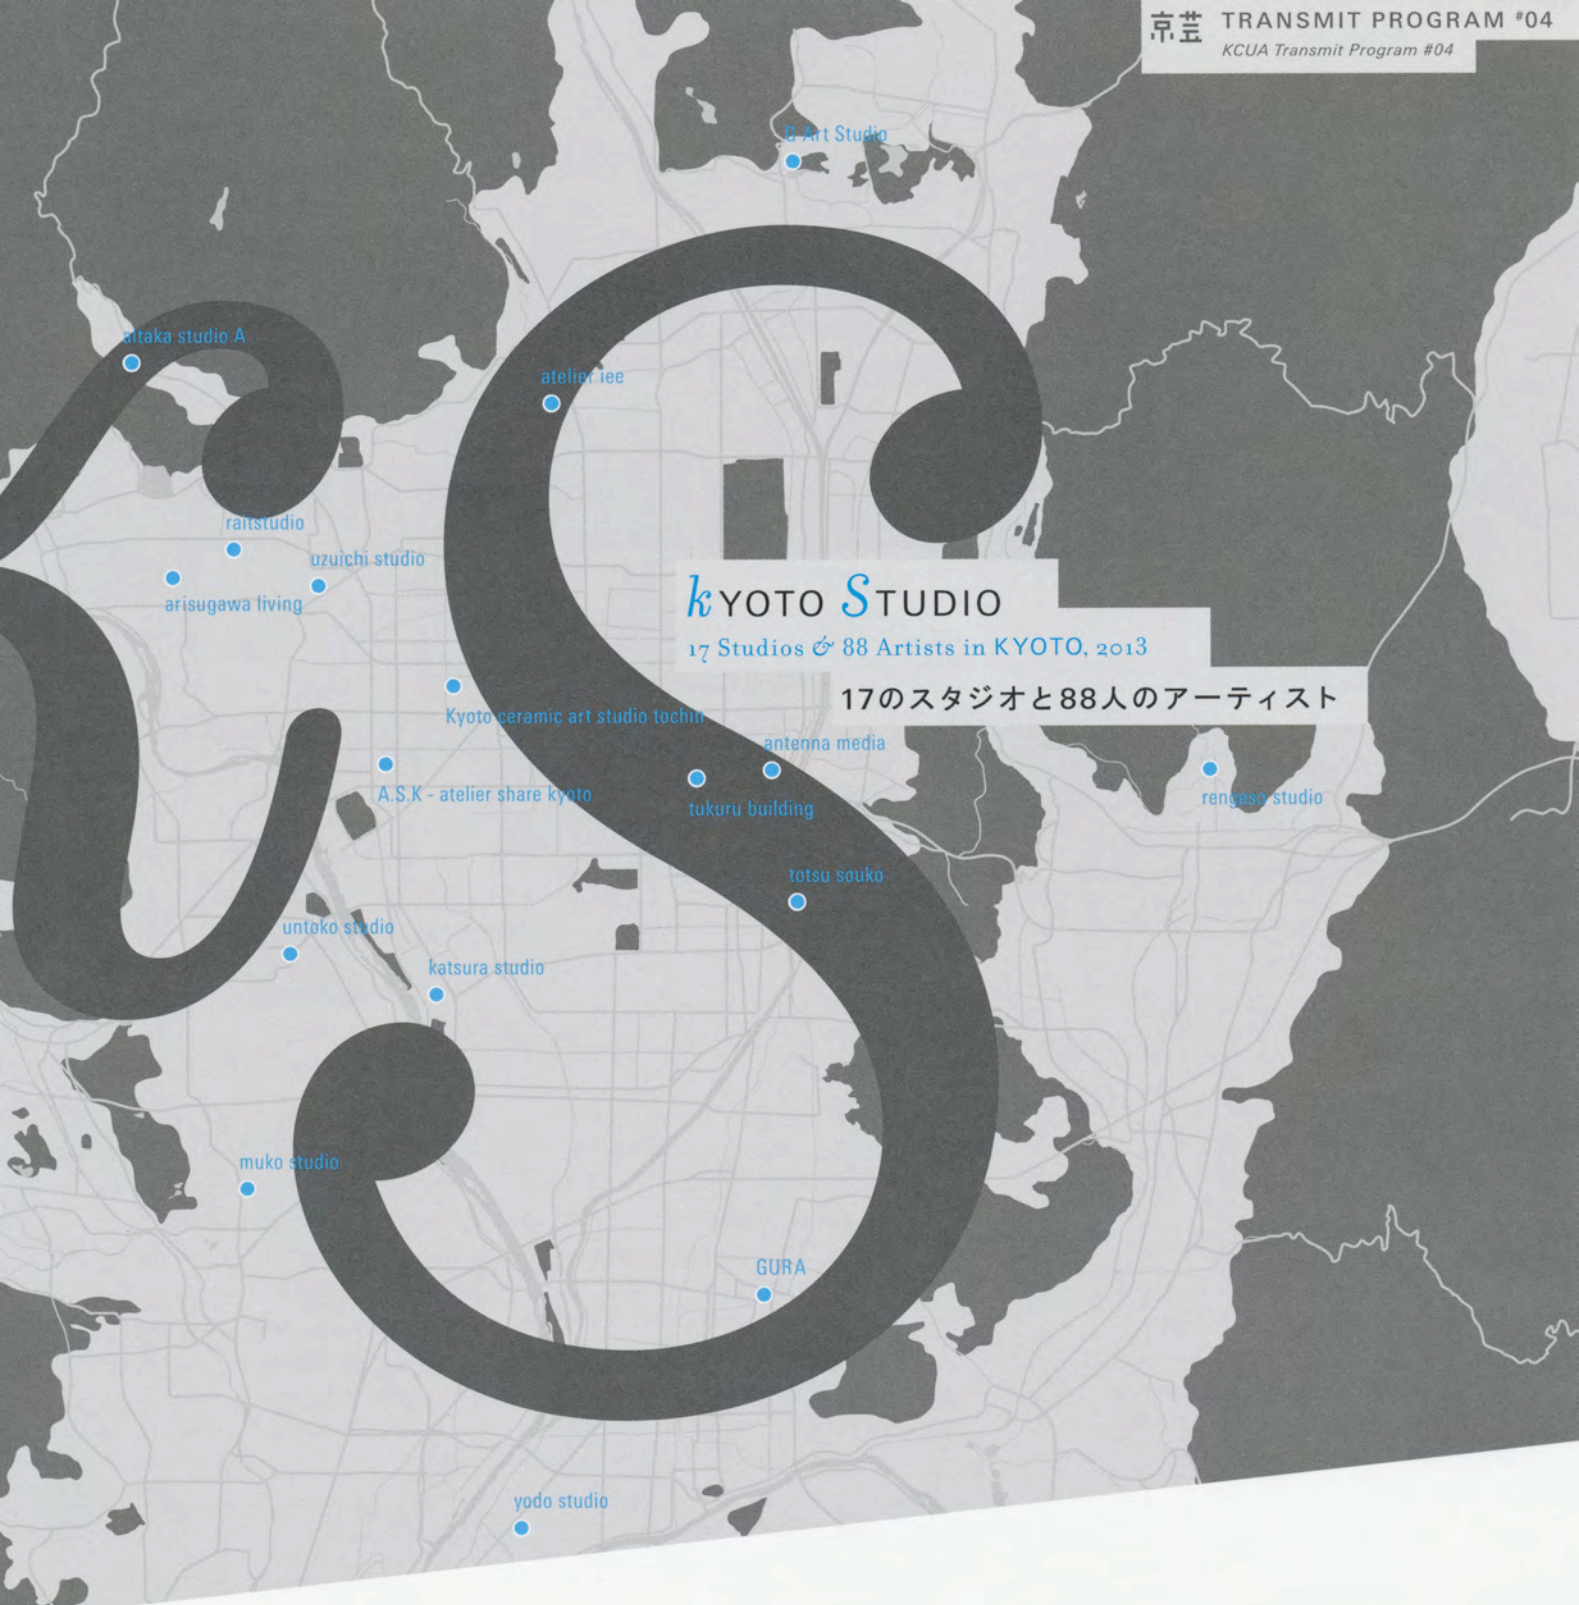 京芸 TRANSMIT PROGRAM #04
KCUA Transmit Program #04
G Art Studio
aitaka studio A
atelier iee
raitstudio
uzuichi studio
arisugawa living
kYOTO STUDIO
17 Studios & 88 Artists in KYOTO, 2013
17のスタジオと88人のアーティスト
Kyoto ceramic art studio tochin
antenna media
A.S.K - atelier share kyoto
tukuru building
rengeso studio
totsu souko
untoko studio
katsura studio
muko studio
GURA
yodo studio